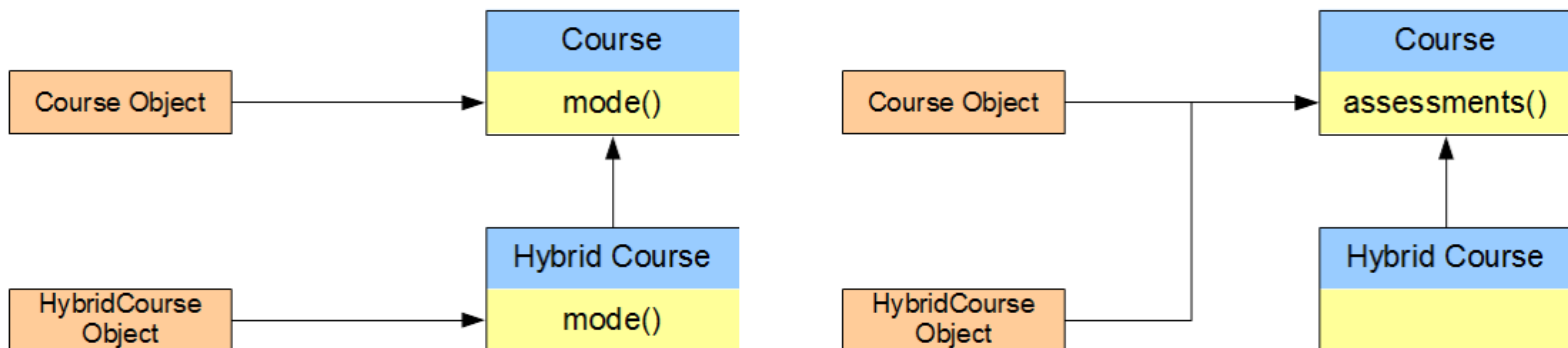 Course
Course Object
mode()
Hybrid Course
HybridCourse
Object
mode()
Course
Course Object
assessments()
Hybrid Course
HybridCourse
Object